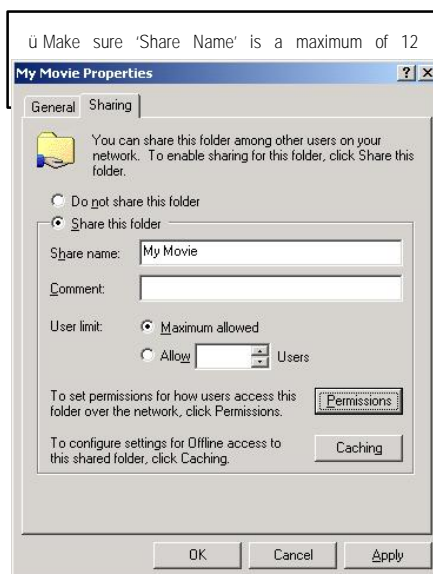 ü Make sure 'Share Name' is a maximum of 12
My Movie Properties
General Sharing
You can share this folder among other users on your
network. To enable sharing for this folder, click Share this
folder.
Do not share this folder
Share this folder
Share name: My Movie
Comment:
User limit: Maximum allowed
Allow Users
To set permissions for how users access this
folder over the network, click Permissions.
Permissions
To configure settings for Offline access to
this shared folder, click Caching.
Caching
OK Cancel Apply